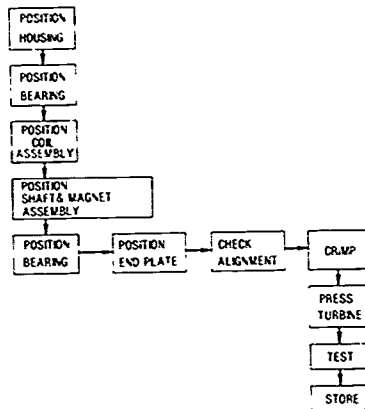 POSITION
HOUSING
POSITION
BEARING
POSITION
COIL
ASSEMBLY
POSITION
SHAFT & MAGNET
ASSEMBLY
POSITION
BEARING
POSITION
END PLATE
CHECK
ALIGNMENT
CRIMP
PRESS
TURBINE
TEST
STORE